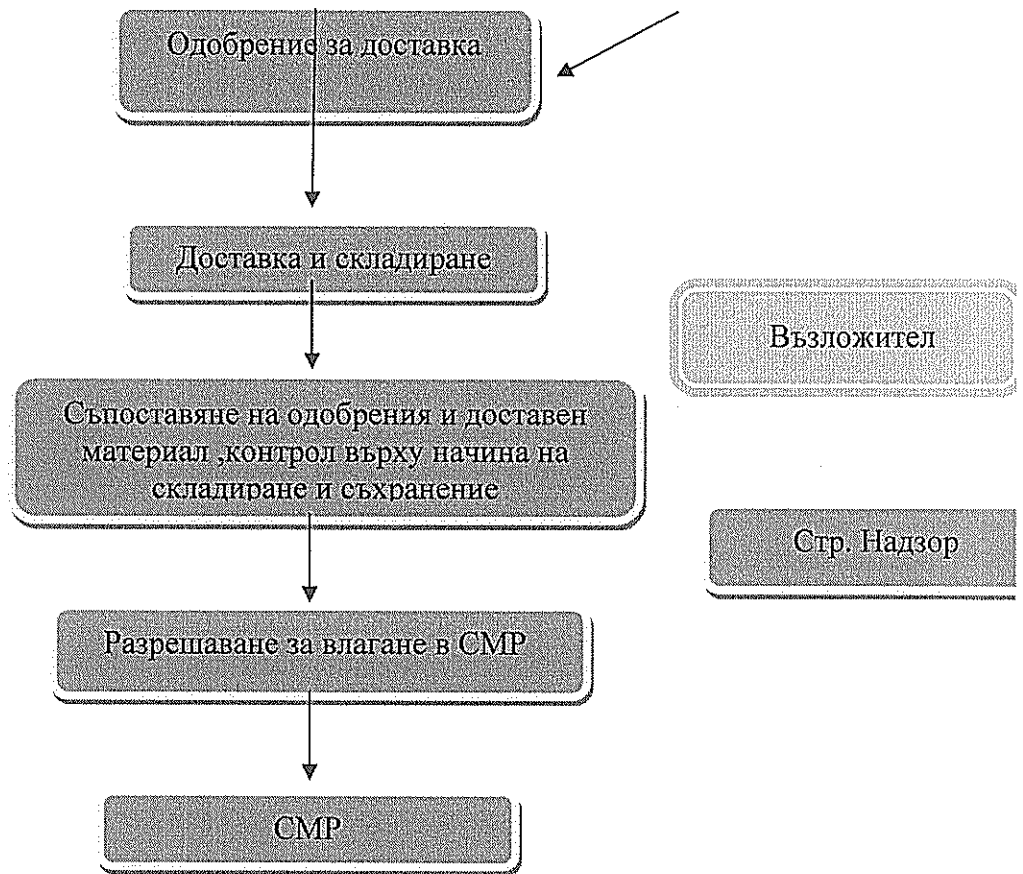 Одобрение за доставка
Доставка и складиране
Възложител
Съпоставяне на одобрения и доставен
материал ,контрол върху начина на
складиране и съхранение
Стр. Надзор
Разрешаване за влагане в СМР
СМР